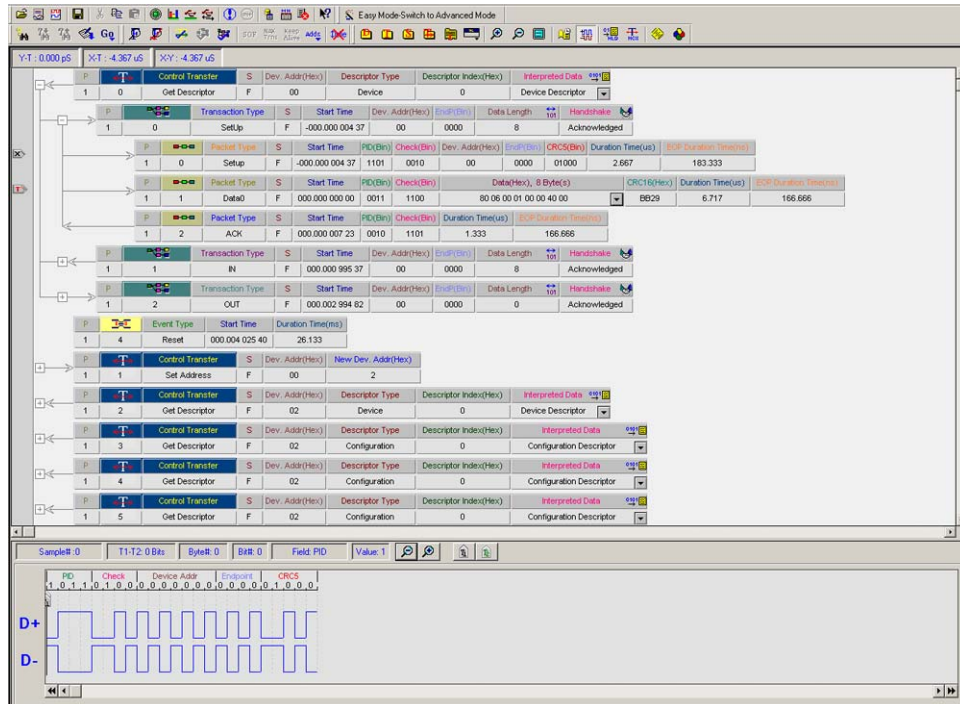 Easy Mode-Switch to Advanced Mode
Y-T : 0.000 pS X-T : -4.367 uS X-Y : -4.367 uS
P Control Transfer S Dev. Addr(Hex) Descriptor Type Descriptor Index(Hex) Interpreted Data
1 0 Get Descriptor F 00 Device 0 Device Descriptor
P Transaction Type S Start Time Dev. Addr(Hex) EndP(Bin) Data Length Handshake
1 0 SetUp F -000.000 004 37 00 0000 8 Acknowledged
P Packet Type S Start Time PID(Bin) Check(Bin) Dev. Addr(Hex) EndP(Bin) CRC5(Bin) Duration Time(us) EOP Duration Time(ns)
1 0 Setup F -000.000 004 37 1101 0010 00 0000 01000 2.667 183.333
P Packet Type S Start Time PID(Bin) Check(Bin) Data(Hex), 8 Byte(s) CRC16(Hex) Duration Time(us) EOP Duration Time(ns)
1 1 Data0 F 000.000 000 00 0011 1100 80 06 00 01 00 00 40 00 BB29 6.717 166.666
P Packet Type S Start Time PID(Bin) Check(Bin) Duration Time(us) EOP Duration Time(ns)
1 2 ACK F 000.000 007 23 0010 1101 1.333 166.666
P Transaction Type S Start Time Dev. Addr(Hex) EndP(Bin) Data Length Handshake
1 1 IN F 000.000 995 37 00 0000 8 Acknowledged
P Transaction Type S Start Time Dev. Addr(Hex) EndP(Bin) Data Length Handshake
1 2 OUT F 000.002 994 82 00 0000 0 Acknowledged
P Event Type Start Time Duration Time(ms)
1 4 Reset 000.004 025 40 26.133
P Control Transfer S Dev. Addr(Hex) New Dev. Addr(Hex)
1 1 Set Address F 00 2
P Control Transfer S Dev. Addr(Hex) Descriptor Type Descriptor Index(Hex) Interpreted Data
1 2 Get Descriptor F 02 Device 0 Device Descriptor
P Control Transfer S Dev. Addr(Hex) Descriptor Type Descriptor Index(Hex) Interpreted Data
1 3 Get Descriptor F 02 Configuration 0 Configuration Descriptor
P Control Transfer S Dev. Addr(Hex) Descriptor Type Descriptor Index(Hex) Interpreted Data
1 4 Get Descriptor F 02 Configuration 0 Configuration Descriptor
P Control Transfer S Dev. Addr(Hex) Descriptor Type Descriptor Index(Hex) Interpreted Data
1 5 Get Descriptor F 02 Configuration 0 Configuration Descriptor
Sample# :0 T1-T2: 0 Bits Byte#: 0 Bit#: 0 Field: PID Value: 1
PID Check Device Addr Endpoint CRC5
1 0 1 1 0 1 0 0 0 0 0 0 0 0 0 0 0 0 0 0 1 0 0 0
D+
D-